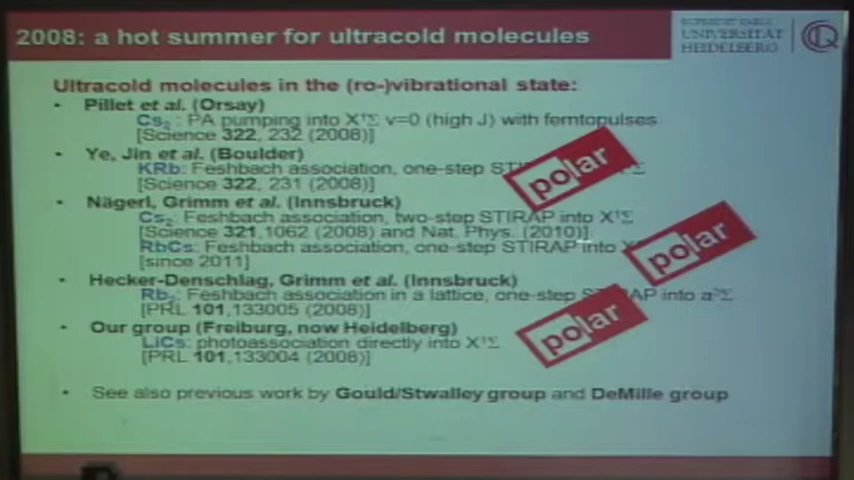 2008: a hot summer for ultracold molecules
RUPRECHT-KARLS-
UNIVERSITÄT
HEIDELBERG
Ultracold molecules in the (ro-)vibrational state:
• Pillet et al. (Orsay)
Cs₂: PA pumping into X¹Σ v=0 (high J) with femtopulses
[Science 322, 232 (2008)]
• Ye, Jin et al. (Boulder)
KRb: Feshbach association, one-step
[Science 322, 231 (2008)]
polar
• Nägerl, Grimm et al. (Innsbruck)
Cs₂: Feshbach association, two-step STIRAP into X¹Σ
[Science 321,1062 (2008) and Nat. Phys. (2010)]
RbCs: Feshbach association, one-step STIRAP into
[since 2011]
polar
• Hecker-Denschlag, Grimm et al. (Innsbruck)
Rb₂: Feshbach association in a lattice, one-step into a³Σ
[PRL 101,133005 (2008)]
• Our group (Freiburg, now Heidelberg)
LiCs: photoassociation directly into X¹Σ
[PRL 101,133004 (2008)]
polar
• See also previous work by Gould/Stwalley group and DeMille group